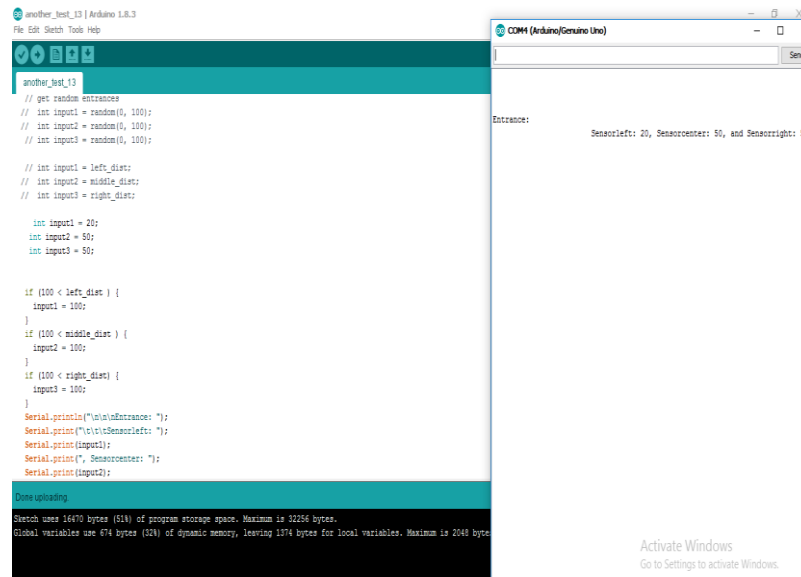 another_test_13 | Arduino 1.8.3
File Edit Sketch Tools Help
another_test_13
// get random entrances
// int input1 = random(0, 100);
// int input2 = random(0, 100);
// int input3 = random(0, 100);
// int input1 = left_dist;
// int input2 = middle_dist;
// int input3 = right_dist;
int input1 = 20;
int input2 = 50;
int input3 = 50;
if (100 < left_dist ) {
input1 = 100;
}
if (100 < middle_dist ) {
input2 = 100;
}
if (100 < right_dist) {
input3 = 100;
}
Serial.println("\n\n\nEntrance: ");
Serial.print("\t\t\tSensorleft: ");
Serial.print(input1);
Serial.print(", Sensorcenter: ");
Serial.print(input2);
Done uploading.
Sketch uses 16470 bytes (51%) of program storage space. Maximum is 32256 bytes.
Global variables use 674 bytes (32%) of dynamic memory, leaving 1374 bytes for local variables. Maximum is 2048 byte
COM4 (Arduino/Genuino Uno)
Sen
Entrance:
Sensorleft: 20, Sensorcenter: 50, and Sensorright:
Activate Windows
Go to Settings to activate Windows.